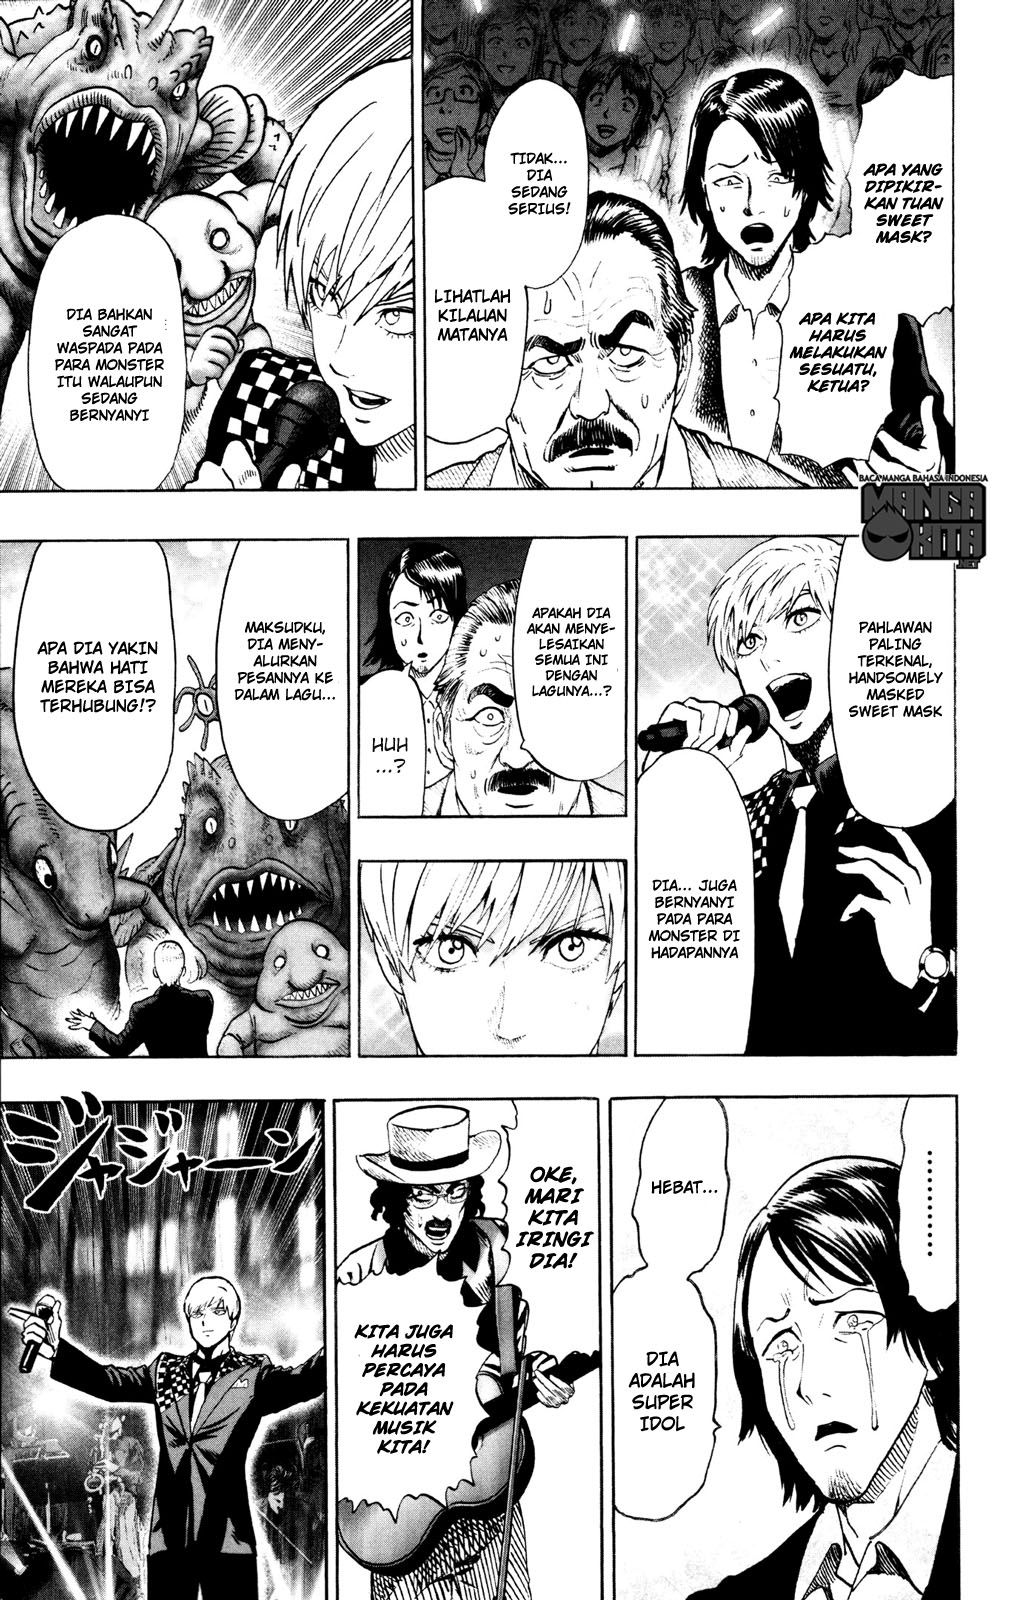 APA YANG
DIPIKIR-
KAN TUAN
SWEET
MASK?
APA KITA
HARUS
MELAKUKAN
SESUATU,
KETUA?
TIDAK...
DIA
SEDANG
SERIUS!
LIHATLAH
KILAUAN
MATANYA
DIA BAHKAN
SANGAT
WASPADA PADA
PARA MONSTER
ITU WALAUPUN
SEDANG
BERNYANYI
BACA MANGA BAHASA INDONESIA
MANGA
KITA
.NET
PAHLAWAN
PALING
TERKENAL,
HANDSOMELY
MASKED
SWEET MASK
DIA... JUGA
BERNYANYI
PADA PARA
MONSTER DI
HADAPANNYA
APAKAH DIA
AKAN MENYE-
LESAIKAN
SEMUA INI
DENGAN
LAGUNYA...?
HUH
...?
MAKSUDKU,
DIA MENY-
ALURKAN
PESANNYA KE
DALAM LAGU...
APA DIA YAKIN
BAHWA HATI
MEREKA BISA
TERHUBUNG!?
.........
HEBAT...
DIA
ADALAH
SUPER
IDOL
OKE,
MARI
KITA
IRINGI
DIA!
KITA JUGA
HARUS
PERCAYA
PADA
KEKUATAN
MUSIK
KITA!
ジャジャーン